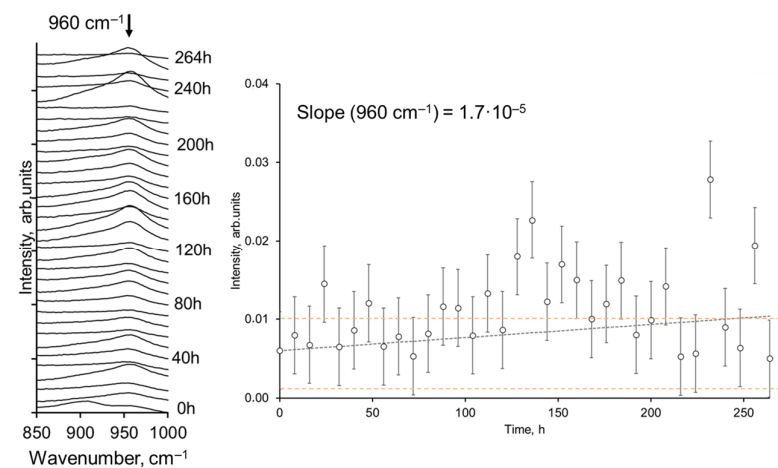 960 cm⁻¹
264h
240h
200h
160h
120h
80h
40h
0h
Intensity, arb.units
850 900 950 1000
Wavenumber, cm⁻¹
Slope (960 cm⁻¹) = 1.7·10⁻⁵
0.04
0.03
0.02
0.01
0.00
Intensity, arb.units
0 50 100 150 200 250
Time, h